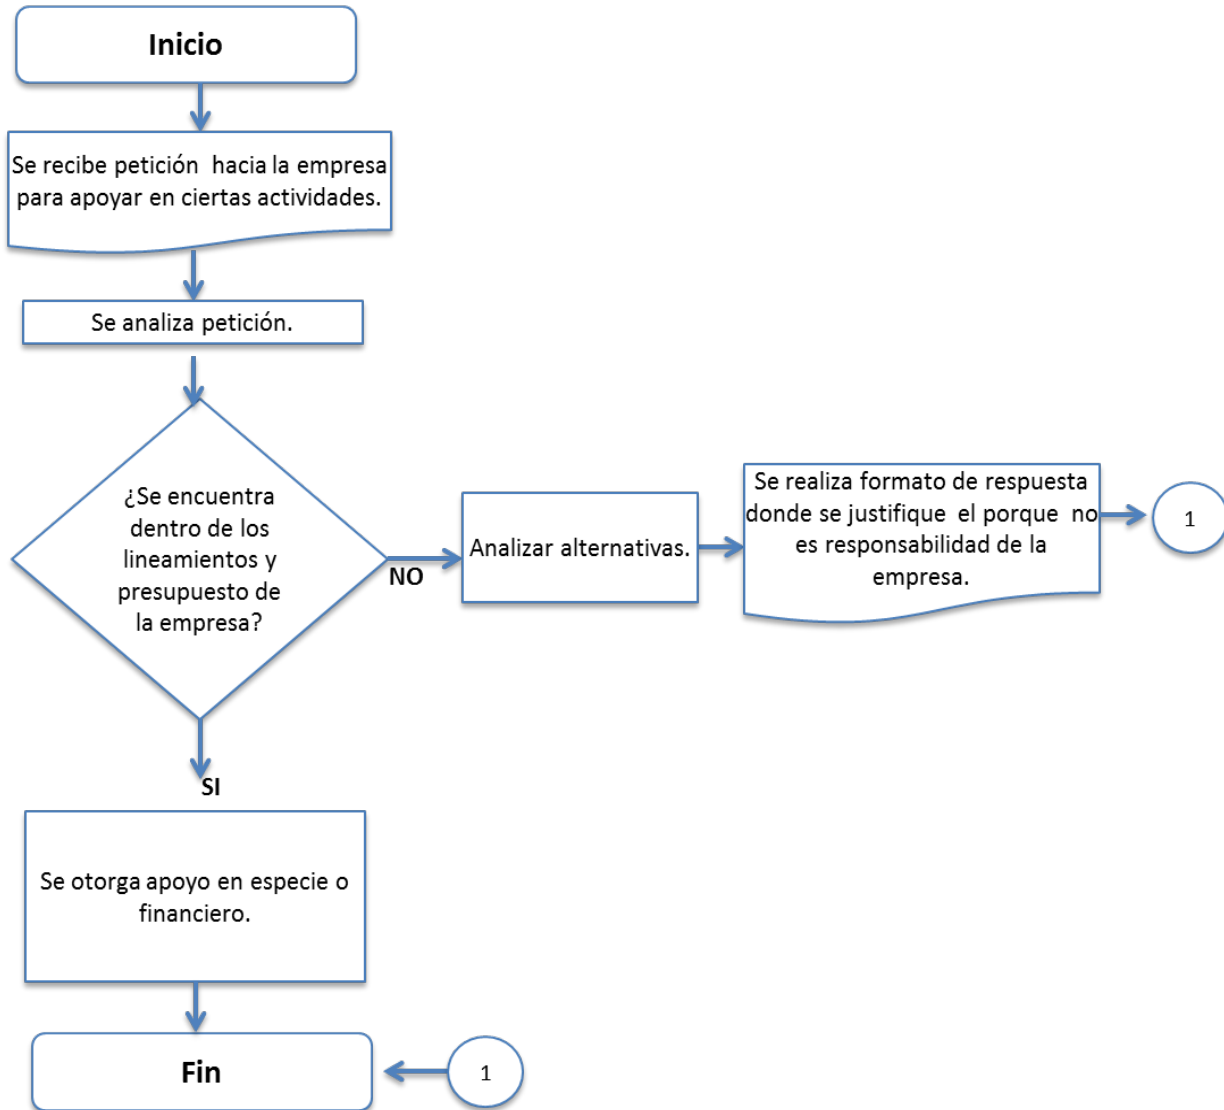 Inicio
Se recibe petición  hacia la empresa
para apoyar en ciertas actividades.
Se analiza petición.
¿Se encuentra
dentro de los
lineamientos y
presupuesto de
la empresa?
NO
Analizar alternativas.
Se realiza formato de respuesta
donde se justifique  el porque  no
es responsabilidad de la
empresa.
1
SI
Se otorga apoyo en especie o
financiero.
Fin
1